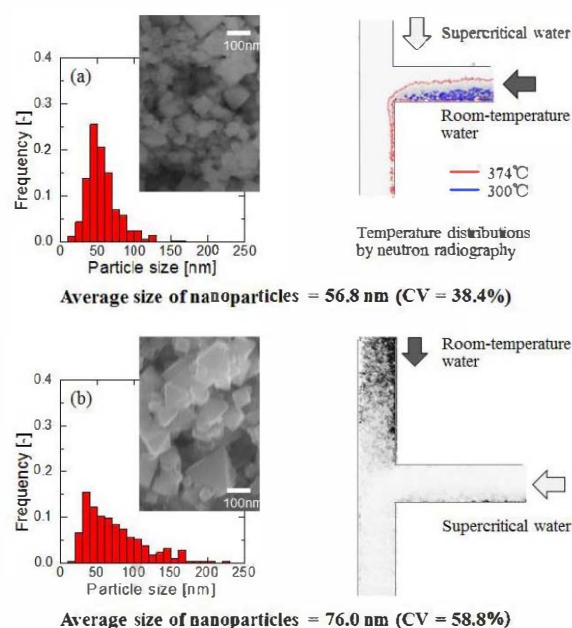 (a)
100nm
Frequency [-]
0.4
0.3
0.2
0.1
0.0
0 50 100 150 200 250
Particle size [nm]
Supercritical water
Room-temperature
water
374℃
300℃
Temperature distributions
by neutron radiography
Average size of nanoparticles = 56.8 nm (CV = 38.4%)
(b)
100nm
Frequency [-]
0.4
0.3
0.2
0.1
0.0
0 50 100 150 200 250
Particle size [nm]
Room-temperature
water
Supercritical water
Average size of nanoparticles = 76.0 nm (CV = 58.8%)